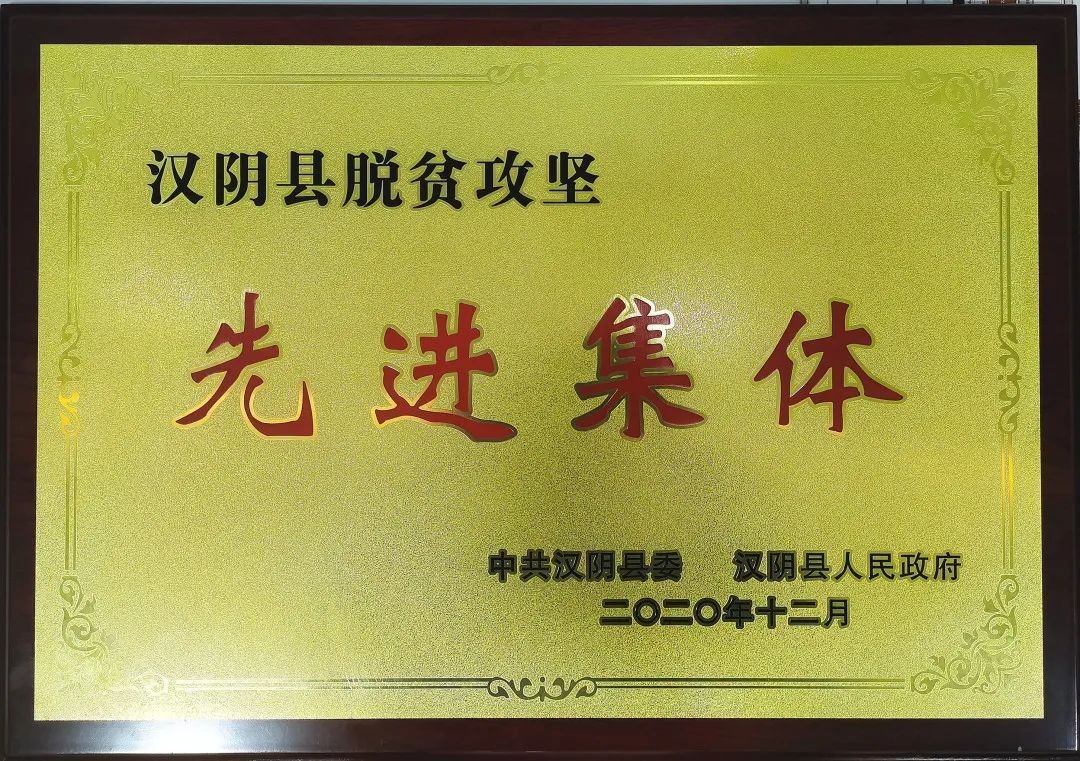 汉阴县脱贫攻坚
先进集体
中共汉阴县委 汉阴县人民政府
二〇二〇年十二月